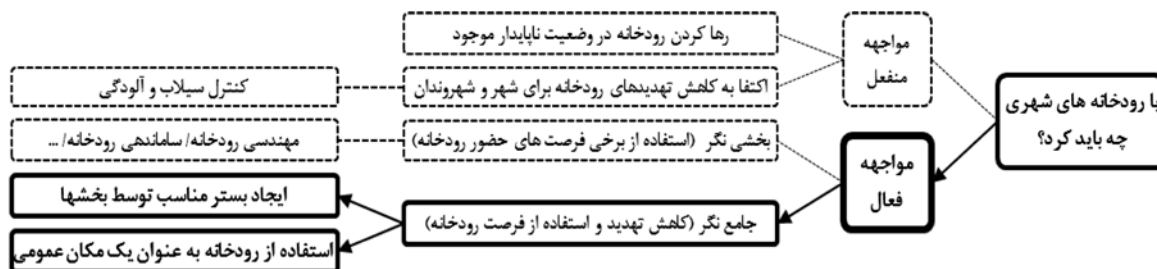 با رودخانه های شهری
چه باید کرد؟
مواجهه
منفعل
رها کردن رودخانه در وضعیت ناپایدار موجود
اکتفا به کاهش تهدیدهای رودخانه برای شهر و شهروندان
کنترل سیلاب و آلودگی
مواجهه
فعال
بخشی نگر (استفاده از برخی فرصت های حضور رودخانه)
مهندسی رودخانه/ ساماندهی رودخانه/ ...
جامع نگر (کاهش تهدید و استفاده از فرصت رودخانه)
ایجاد بستر مناسب توسط بخشها
استفاده از رودخانه به عنوان یک مکان عمومی